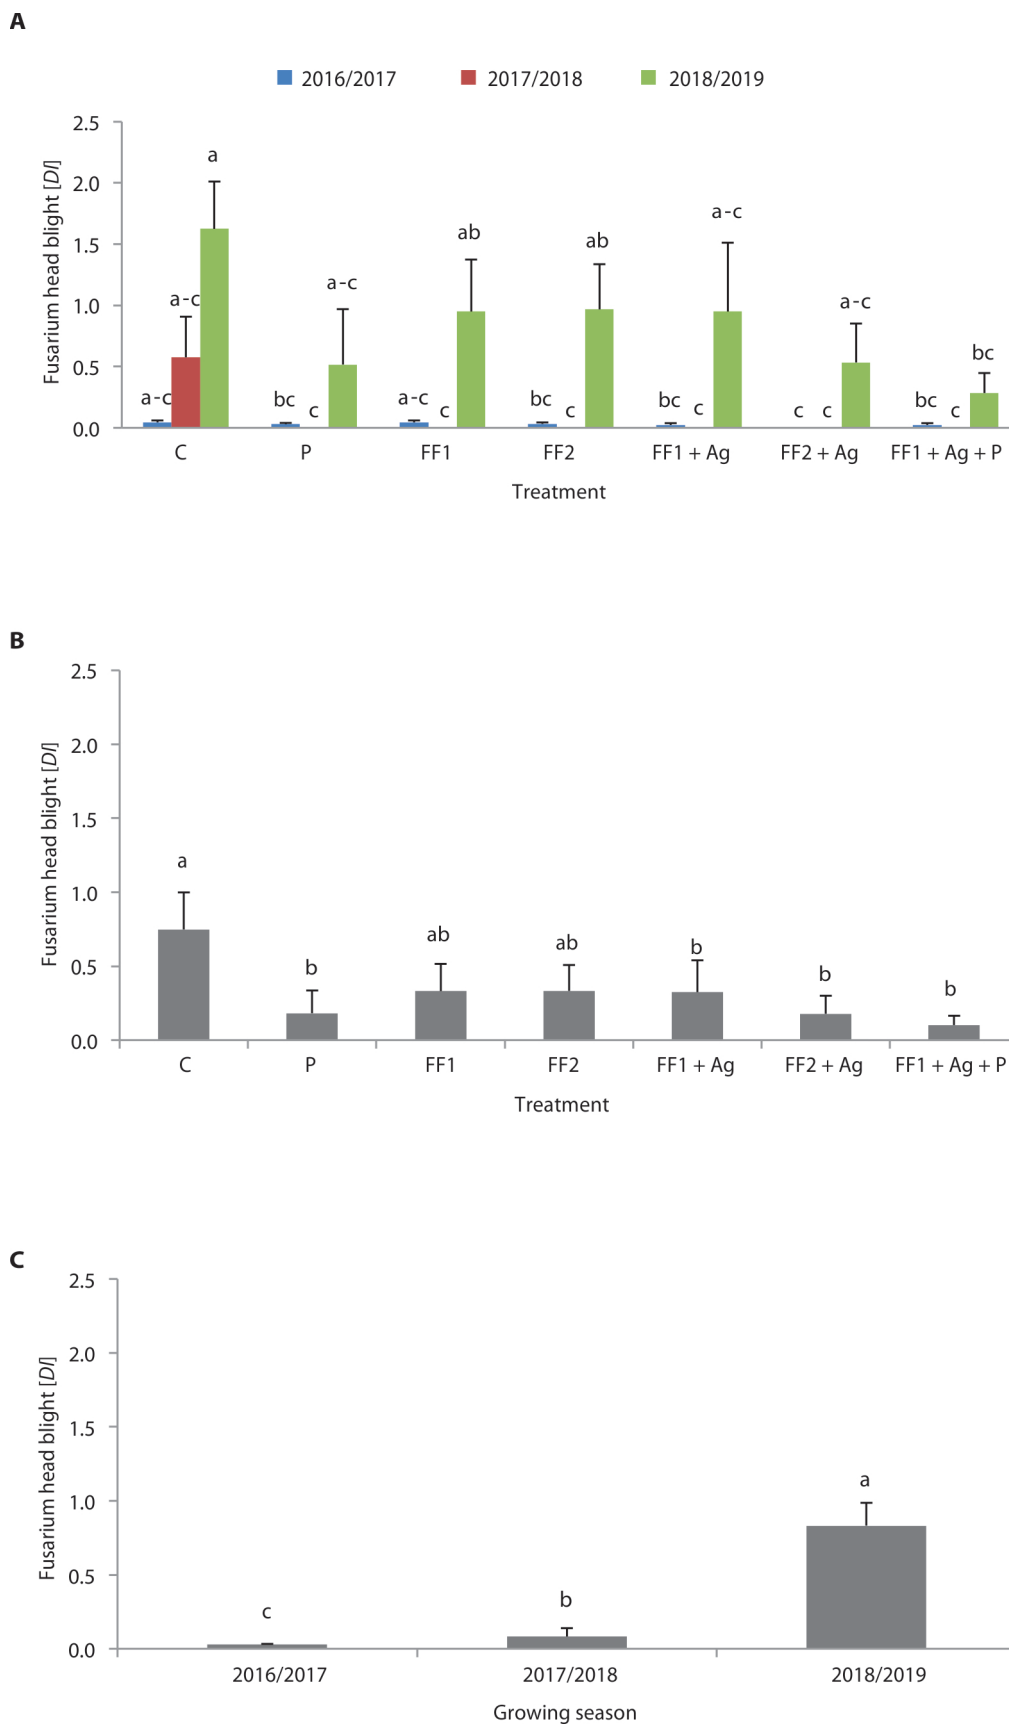 A
2016/2017 2017/2018 2018/2019
Fusarium head blight [DI]
2.5
2.0
1.5
1.0
0.5
0.0
a-c a-c a
bc c a-c
a-c c ab
bc c ab
bc c a-c
c c a-c
bc c bc
C P FF1 FF2 FF1 + Ag FF2 + Ag FF1 + Ag + P
Treatment
B
Fusarium head blight [DI]
2.5
2.0
1.5
1.0
0.5
0.0
a b ab ab b b b
C P FF1 FF2 FF1 + Ag FF2 + Ag FF1 + Ag + P
Treatment
C
Fusarium head blight [DI]
2.5
2.0
1.5
1.0
0.5
0.0
c b a
2016/2017 2017/2018 2018/2019
Growing season